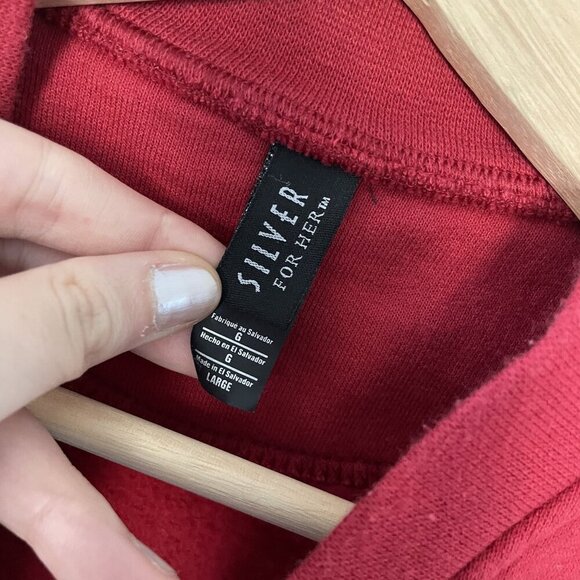 SILVER
FOR HER™
Fabriqué au Salvador
G
Hecho en El Salvador
G
Made in El Salvador
LARGE